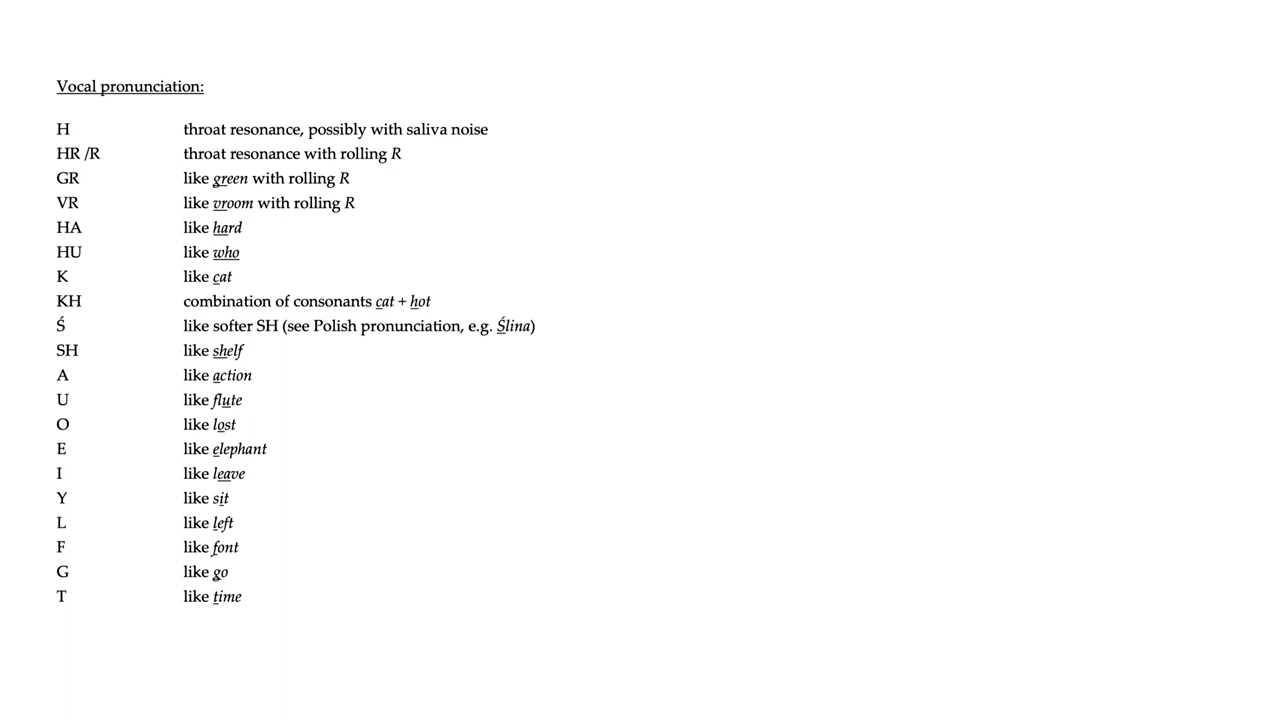 Vocal pronunciation:
H throat resonance, possibly with saliva noise
HR /R throat resonance with rolling R
GR like green with rolling R
VR like vroom with rolling R
HA like hard
HU like who
K like cat
KH combination of consonants cat + hot
Ś like softer SH (see Polish pronunciation, e.g. Ślina)
SH like shelf
A like action
U like flute
O like lost
E like elephant
I like leave
Y like sit
L like left
F like font
G like go
T like time